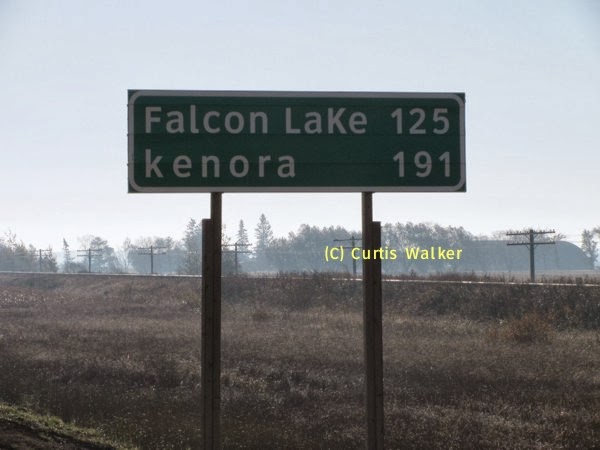 Falcon LaKe 125
kenora 191
(C) Curtis Walker